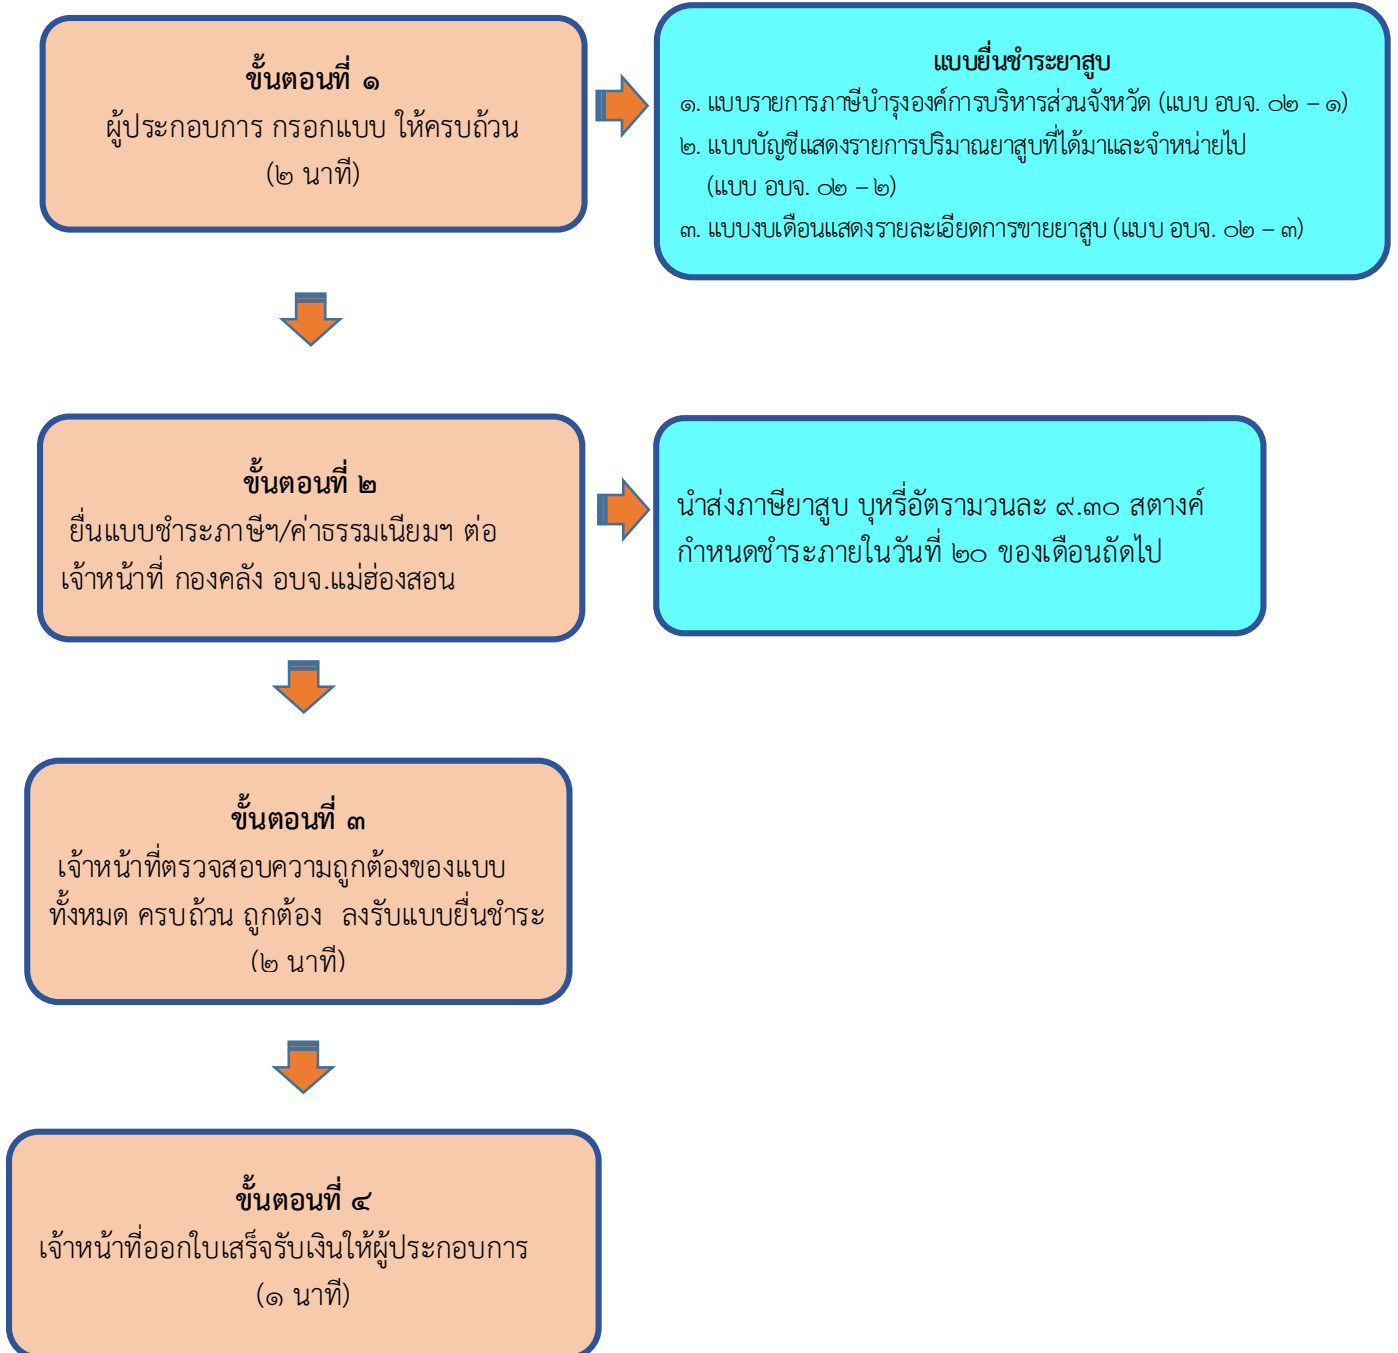 ขั้นตอนที่ ๑
ผู้ประกอบการ กรอกแบบ ให้ครบถ้วน
(๒ นาที)
แบบยื่นชำระยาสูบ
๑. แบบรายการภาษีบำรุงองค์การบริหารส่วนจังหวัด (แบบ อบจ. ๐๒ – ๑)
๒. แบบบัญชีแสดงรายการปริมาณยาสูบที่ได้มาและจำหน่ายไป
(แบบ อบจ. ๐๒ – ๒)
๓. แบบงบเดือนแสดงรายละเอียดการขายยาสูบ (แบบ อบจ. ๐๒ – ๓)
ขั้นตอนที่ ๒
ยื่นแบบชำระภาษีฯ/ค่าธรรมเนียมฯ ต่อ
เจ้าหน้าที่ กองคลัง อบจ.แม่ฮ่องสอน
นำส่งภาษียาสูบ บุหรี่อัตรามวนละ ๙.๓๐ สตางค์
กำหนดชำระภายในวันที่ ๒๐ ของเดือนถัดไป
ขั้นตอนที่ ๓
เจ้าหน้าที่ตรวจสอบความถูกต้องของแบบ
ทั้งหมด ครบถ้วน ถูกต้อง ลงรับแบบยื่นชำระ
(๒ นาที)
ขั้นตอนที่ ๔
เจ้าหน้าที่ออกใบเสร็จรับเงินให้ผู้ประกอบการ
(๑ นาที)